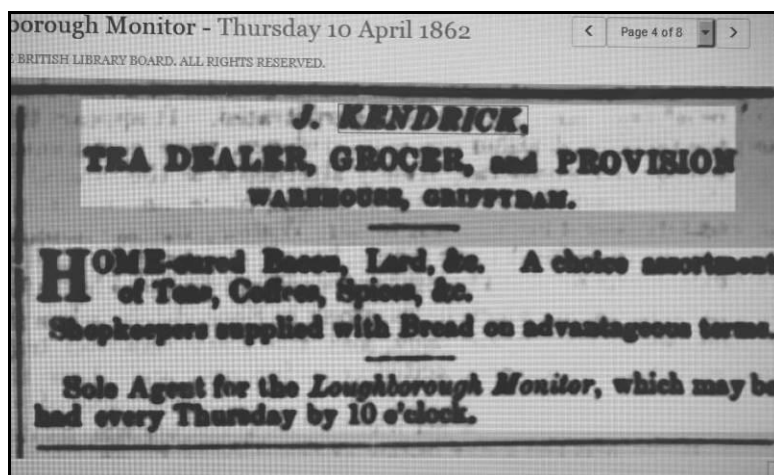 borough Monitor - Thursday 10 April 1862
< Page 4 of 8 >
BRITISH LIBRARY BOARD. ALL RIGHTS RESERVED.
J. KENDRICK,
TEA DEALER, GROCER, and PROVISION
WAREHOUSE, GRIFFYDAM.
HOME-cured Bacon, Lard, &c. A choice assortment
of Teas, Coffees, Spices, &c.
Shopkeepers supplied with Bread on advantageous terms.
Sole Agent for the Loughborough Monitor, which may be
had every Thursday by 10 o'clock.